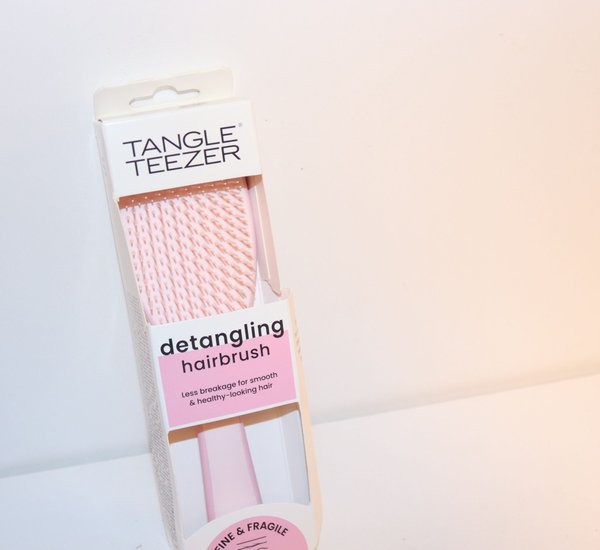 TANGLE
TEEZER
detangling
hairbrush
Less breakage for smooth
& healthy-looking hair
FINE & FRAGILE